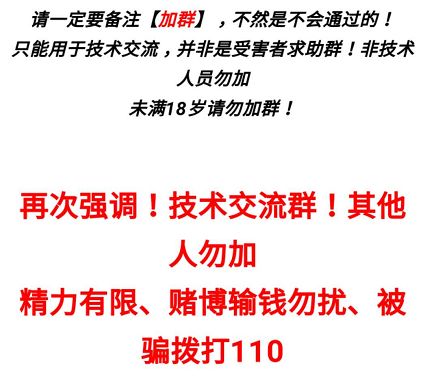 请一定要备注【加群】，不然是不会通过的！
只能用于技术交流，并非是受害者求助群！非技术
人员勿加
未满18岁请勿加群！
再次强调！技术交流群！其他
人勿加
精力有限、赌博输钱勿扰、被
骗拨打110